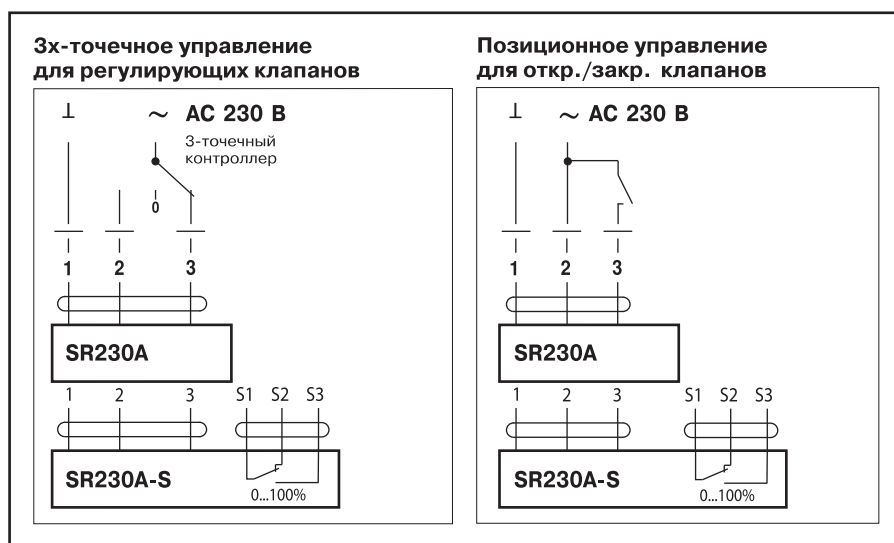 3х-точечное управление
для регулирующих клапанов
⊥ ~ AC 230 В
3-точечный
контроллер
0
1 2 3
SR230A
1 2 3 S1 S2 S3
SR230A-S
0...100%
Позиционное управление
для откр./закр. клапанов
⊥ ~ AC 230 В
1 2 3
SR230A
1 2 3 S1 S2 S3
SR230A-S
0...100%